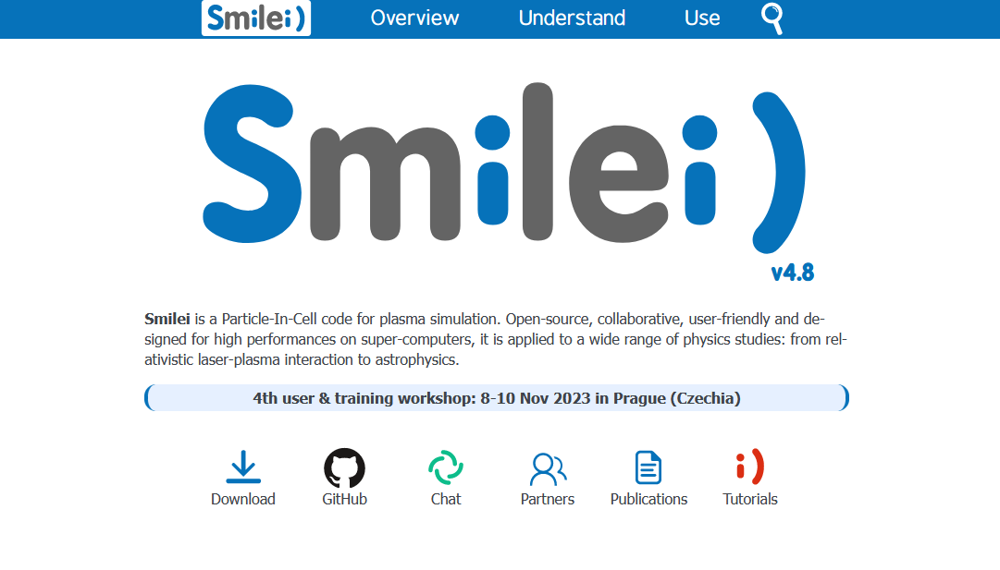 Smilei)
Overview
Understand
Use
Smilei)
v4.8
Smilei is a Particle-In-Cell code for plasma simulation. Open-source, collaborative, user-friendly and de-
signed for high performances on super-computers, it is applied to a wide range of physics studies: from rel-
ativistic laser-plasma interaction to astrophysics.
4th user & training workshop: 8-10 Nov 2023 in Prague (Czechia)
Download
GitHub
Chat
Partners
Publications
i)
Tutorials